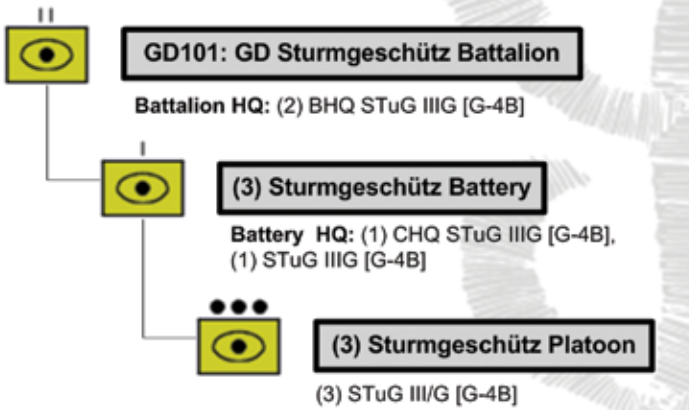 GD101: GD Sturmgeschütz Battalion
Battalion HQ: (2) BHQ STuG IIIG [G-4B]
(3) Sturmgeschütz Battery
Battery HQ: (1) CHQ STuG IIIG [G-4B],
(1) STuG IIIG [G-4B]
(3) Sturmgeschütz Platoon
(3) STuG III/G [G-4B]